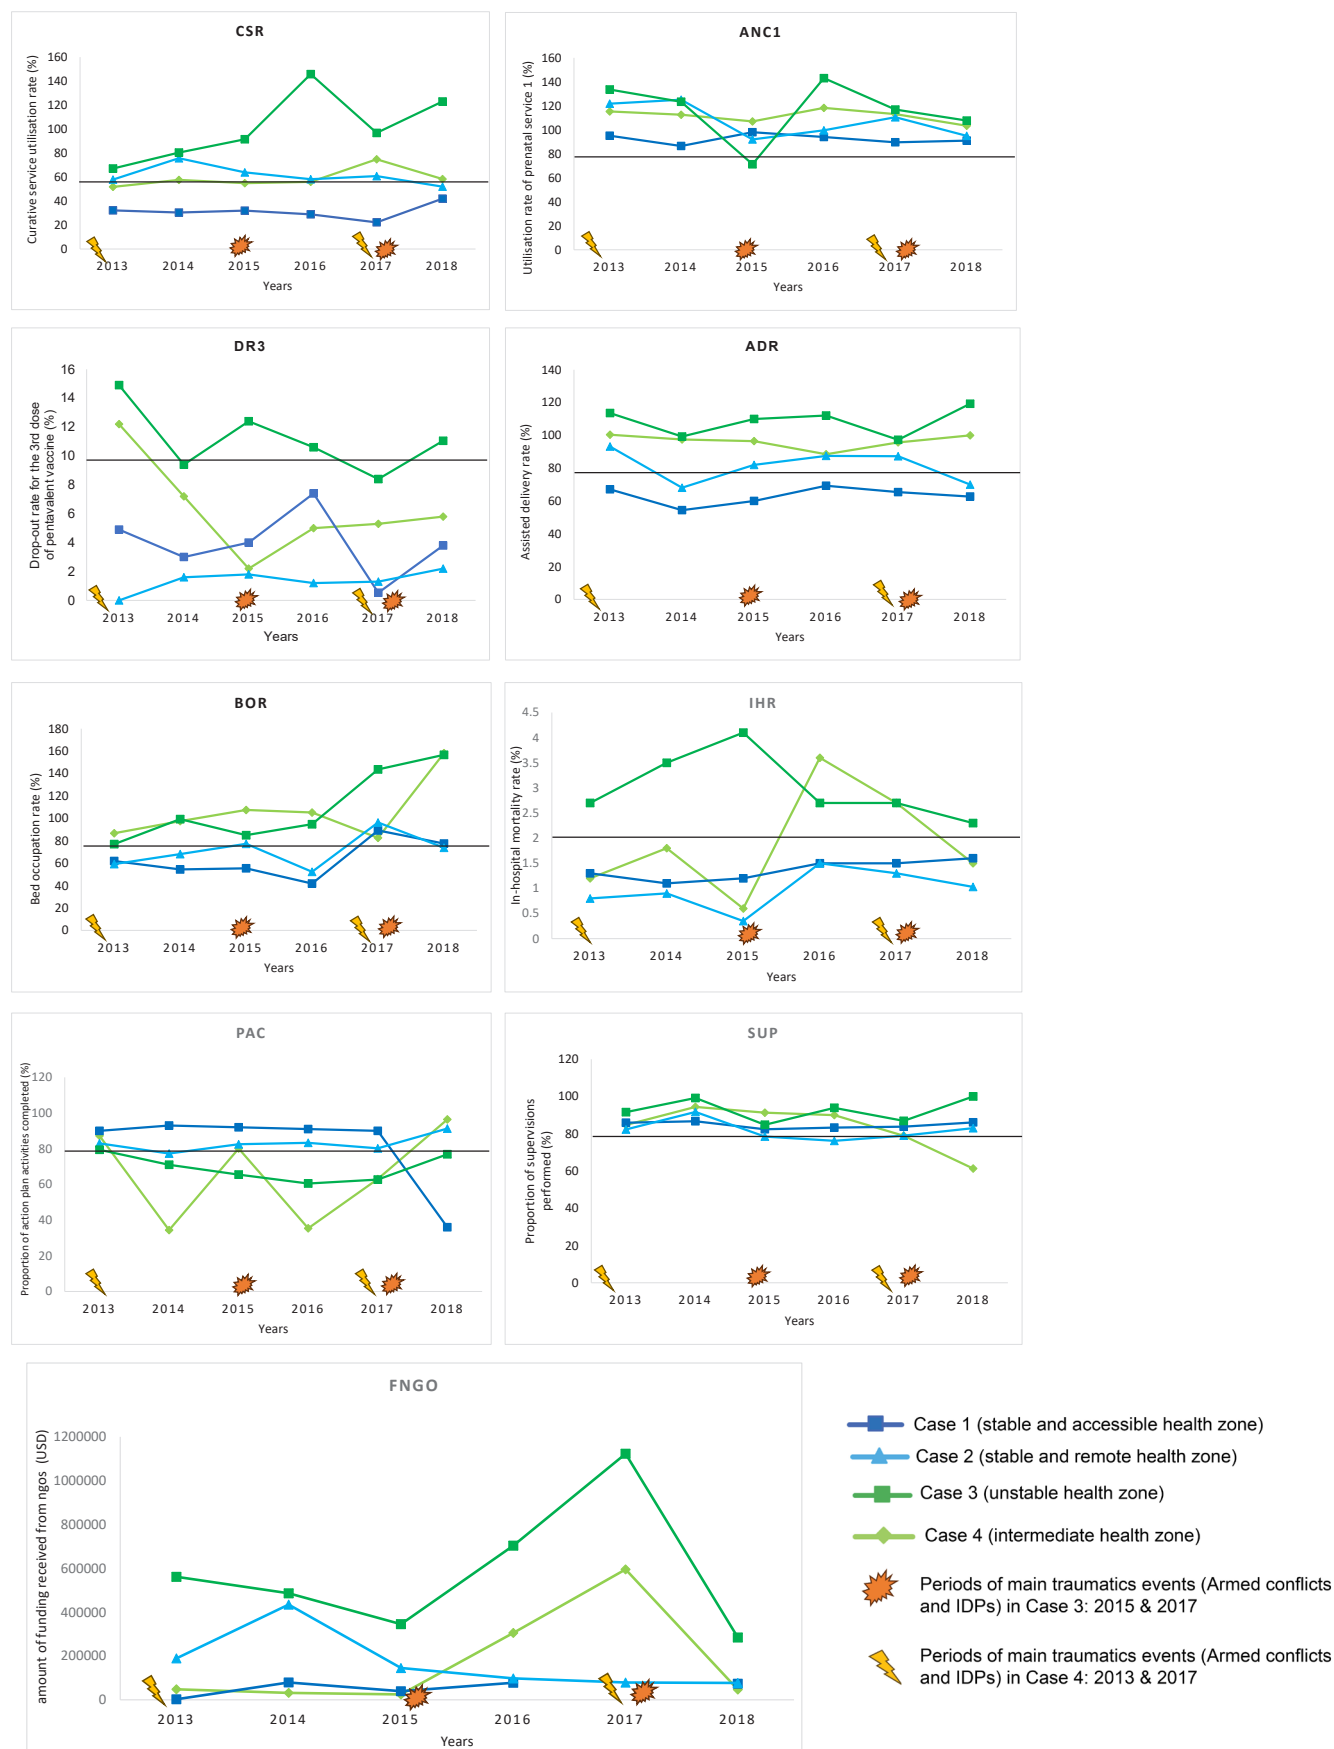 CSR
Curative service utilisation rate (%)
160
140
120
100
80
60
40
20
0
2013 2014 2015 2016 2017 2018
Years
ANC1
Utilisation rate of prenatal service 1 (%)
160
140
120
100
80
60
40
20
0
2013 2014 2015 2016 2017 2018
Years
DR3
Drop-out rate for the 3rd dose
of pentavalent vaccine (%)
16
14
12
10
8
6
4
2
0
2013 2014 2015 2016 2017 2018
Years
ADR
Assisted delivery rate (%)
140
120
100
80
60
40
20
0
2013 2014 2015 2016 2017 2018
Years
BOR
Bed occupation rate (%)
180
160
140
120
100
80
60
40
20
0
2013 2014 2015 2016 2017 2018
Years
IHR
In-hospital mortality rate (%)
4.5
4
3.5
3
2.5
2
1.5
1
0.5
0
2013 2014 2015 2016 2017 2018
Years
PAC
Proportion of action plan activities completed (%)
120
100
80
60
40
20
0
2013 2014 2015 2016 2017 2018
Years
SUP
Proportion of supervisions
performed (%)
120
100
80
60
40
20
0
2013 2014 2015 2016 2017 2018
Years
FNGO
amount of funding received from ngos (USD)
1200000
1000000
800000
600000
400000
200000
0
2013 2014 2015 2016 2017 2018
Years
Case 1 (stable and accessible health zone)
Case 2 (stable and remote health zone)
Case 3 (unstable health zone)
Case 4 (intermediate health zone)
Periods of main traumatics events (Armed conflicts
and IDPs) in Case 3: 2015 & 2017
Periods of main traumatics events (Armed conflicts
and IDPs) in Case 4: 2013 & 2017